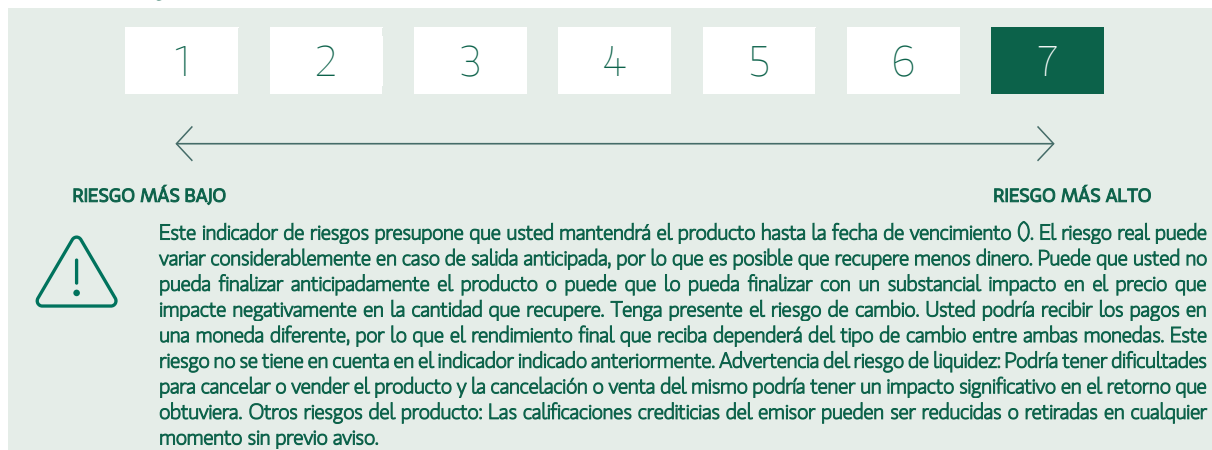 1 2 3 4 5 6 7
RIESGO MÁS BAJO RIESGO MÁS ALTO
Este indicador de riesgos presupone que usted mantendrá el producto hasta la fecha de vencimiento (). El riesgo real puede
variar considerablemente en caso de salida anticipada, por lo que es posible que recupere menos dinero. Puede que usted no
pueda finalizar anticipadamente el producto o puede que lo pueda finalizar con un substancial impacto en el precio que
impacte negativamente en la cantidad que recupere. Tenga presente el riesgo de cambio. Usted podría recibir los pagos en
una moneda diferente, por lo que el rendimiento final que reciba dependerá del tipo de cambio entre ambas monedas. Este
riesgo no se tiene en cuenta en el indicador indicado anteriormente. Advertencia del riesgo de liquidez: Podría tener dificultades
para cancelar o vender el producto y la cancelación o venta del mismo podría tener un impacto significativo en el retorno que
obtuviera. Otros riesgos del producto: Las calificaciones crediticias del emisor pueden ser reducidas o retiradas en cualquier
momento sin previo aviso.